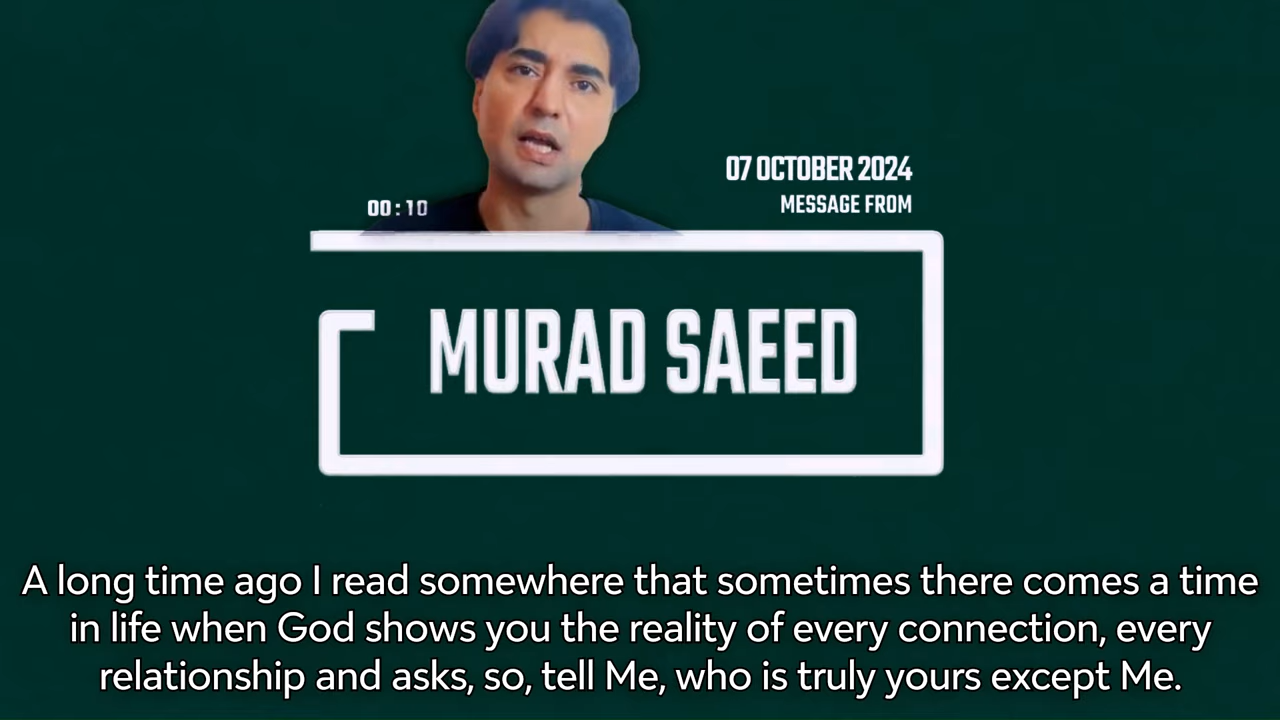 07 OCTOBER 2024
MESSAGE FROM
00:10
MURAD SAEED
A long time ago I read somewhere that sometimes there comes a time
in life when God shows you the reality of every connection, every
relationship and asks, so, tell Me, who is truly yours except Me.